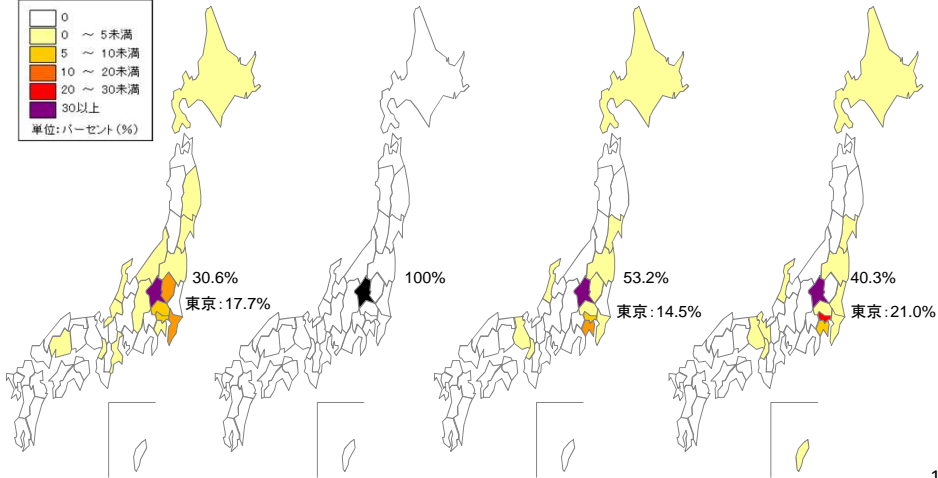 0
0 ～ 5未満
5 ～ 10未満
10 ～ 20未満
20 ～ 30未満
30以上
単位：パーセント（%）
30.6%
東京：17.7%
100%
53.2%
東京：14.5%
40.3%
東京：21.0%
1